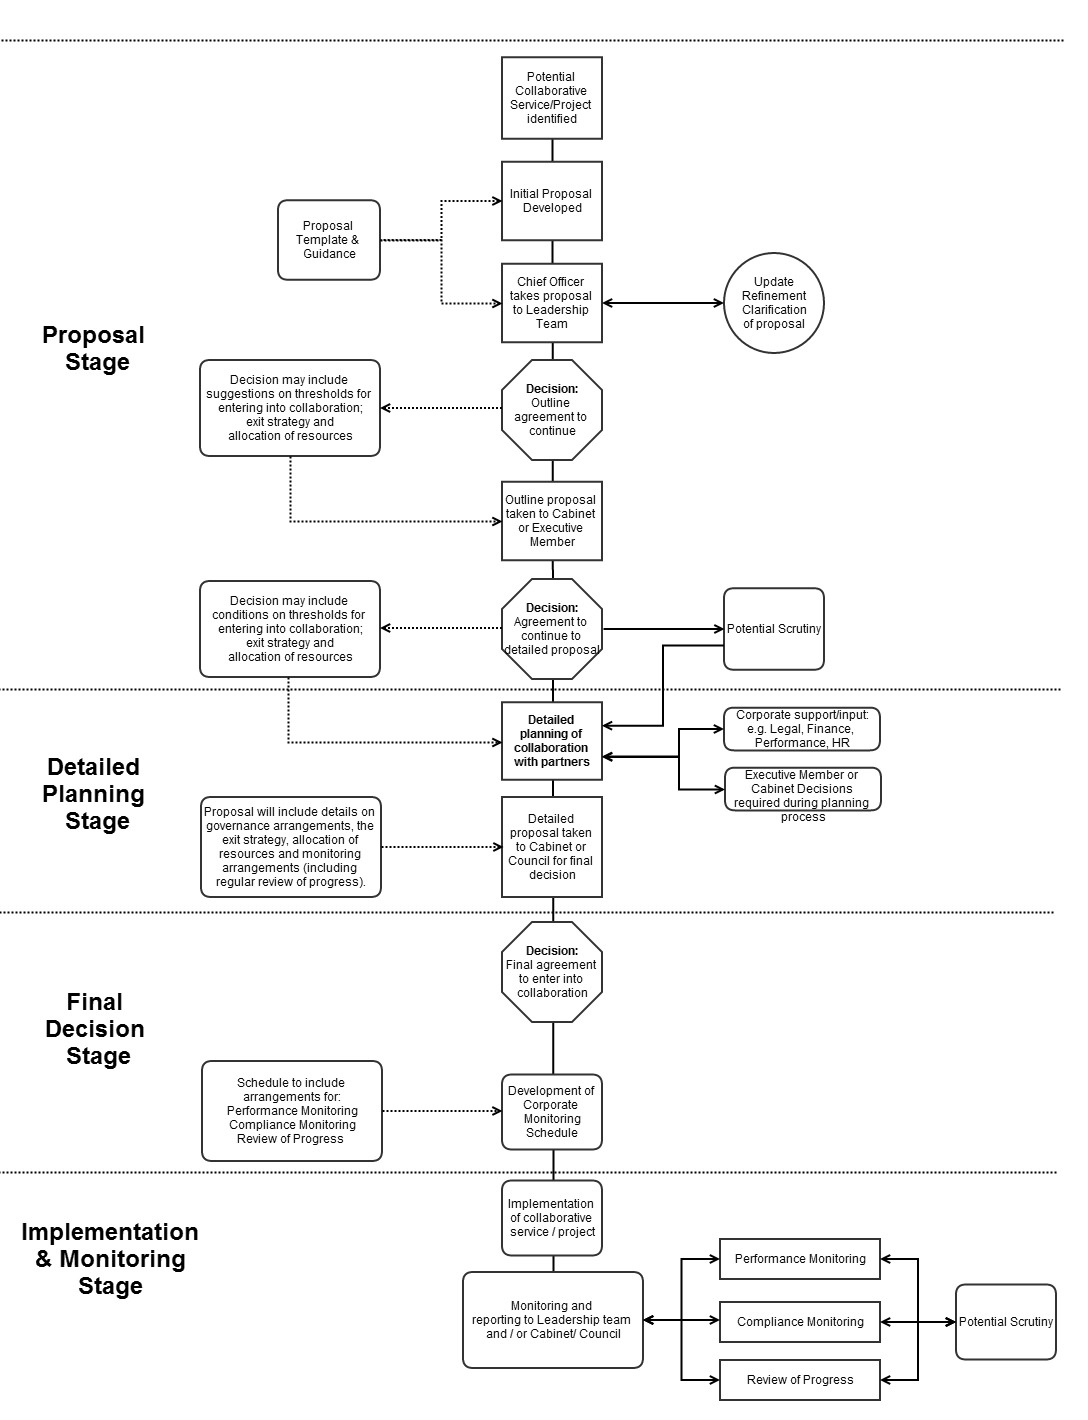 Potential
Collaborative
Service/Project
identified
Initial Proposal
Developed
Proposal
Template &
Guidance
Chief Officer
takes proposal
to Leadership
Team
Update
Refinement
Clarification
of proposal
Proposal
Stage
Decision may include
suggestions on thresholds for
entering into collaboration;
exit strategy and
allocation of resources
Decision:
Outline
agreement to
continue
Outline proposal
taken to Cabinet
or Executive
Member
Decision may include
conditions on thresholds for
entering into collaboration;
exit strategy and
allocation of resources
Decision:
Agreement to
continue to
detailed proposal
Potential Scrutiny
Detailed
Planning
Stage
Detailed
planning of
collaboration
with partners
Corporate support/input:
e.g. Legal, Finance,
Performance, HR
Executive Member or
Cabinet Decisions
required during planning
process
Proposal will include details on
governance arrangements, the
exit strategy, allocation of
resources and monitoring
arrangements (including
regular review of progress).
Detailed
proposal taken
to Cabinet or
Council for final
decision
Final
Decision
Stage
Decision:
Final agreement
to enter into
collaboration
Schedule to include
arrangements for:
Performance Monitoring
Compliance Monitoring
Review of Progress
Development of
Corporate
Monitoring
Schedule
Implementation
& Monitoring
Stage
Implementation
of collaborative
service / project
Monitoring and
reporting to Leadership team
and / or Cabinet/ Council
Performance Monitoring
Compliance Monitoring
Review of Progress
Potential Scrutiny